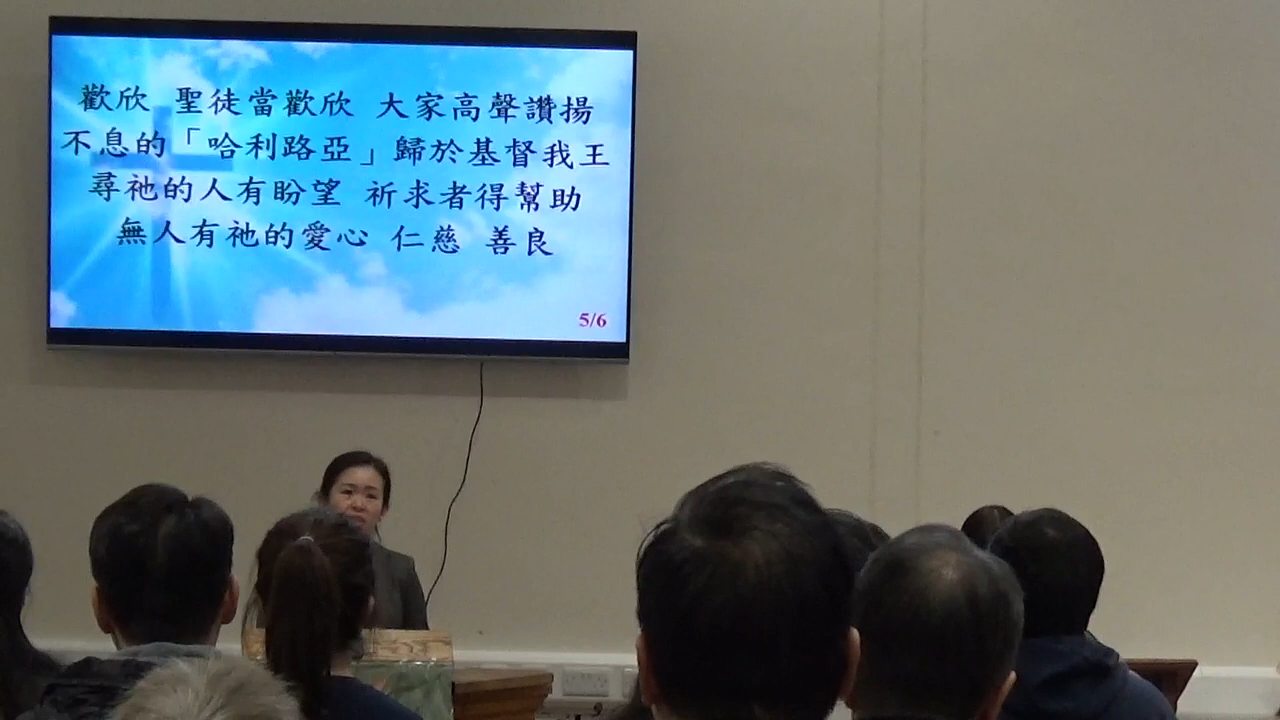 歡欣 聖徒當歡欣 大家高聲讚揚
不息的「哈利路亞」歸於基督我王
尋祂的人有盼望 祈求者得幫助
無人有祂的愛心 仁慈 善良
5/6